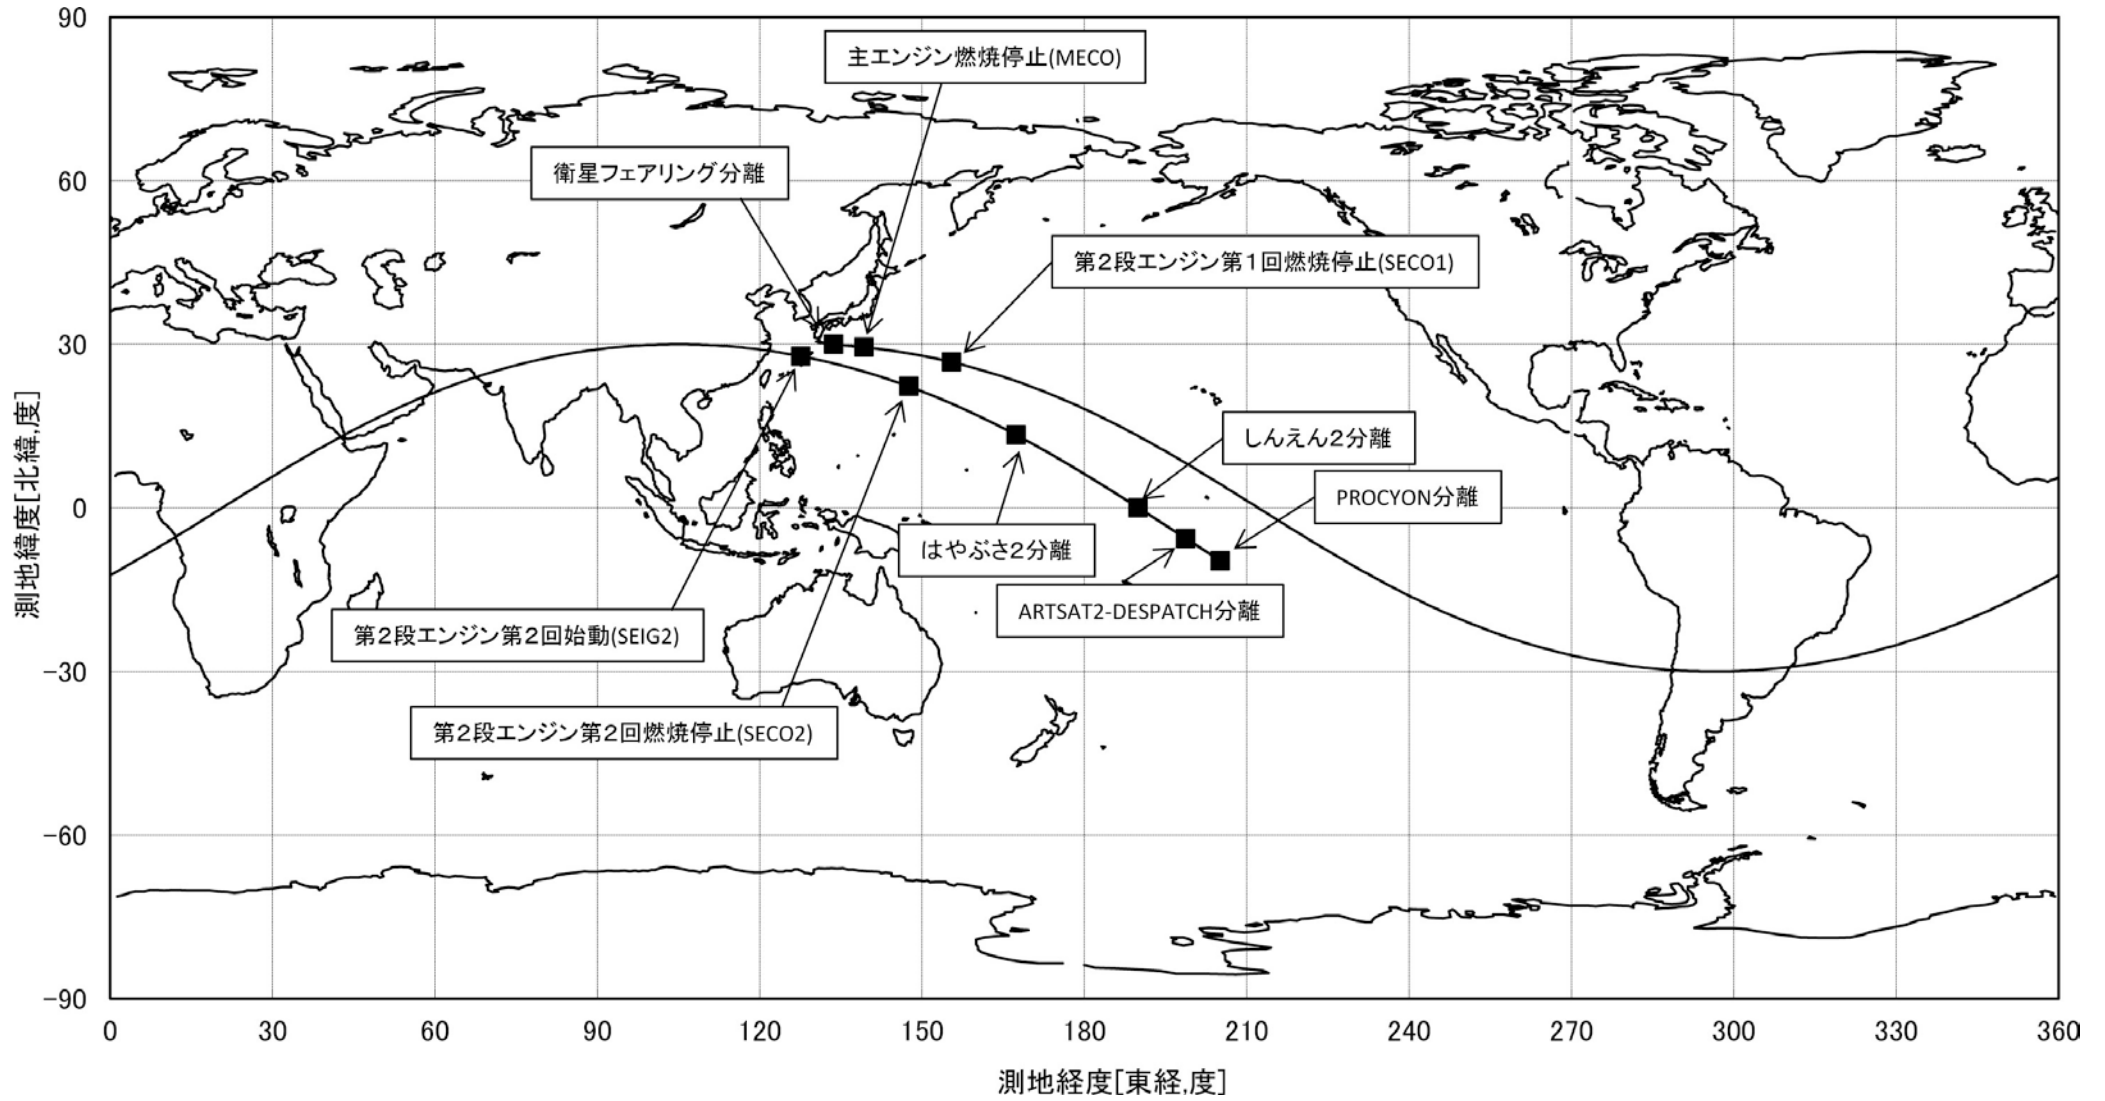 90
60
30
0
−30
−60
−90
測地緯度[北緯,度]
主エンジン燃焼停止(MECO)
衛星フェアリング分離
第2段エンジン第1回燃焼停止(SECO1)
しんえん2分離
PROCYON分離
はやぶさ2分離
ARTSAT2-DESPATCH分離
第2段エンジン第2回始動(SEIG2)
第2段エンジン第2回燃焼停止(SECO2)
0 30 60 90 120 150 180 210 240 270 300 330 360
測地経度[東経,度]